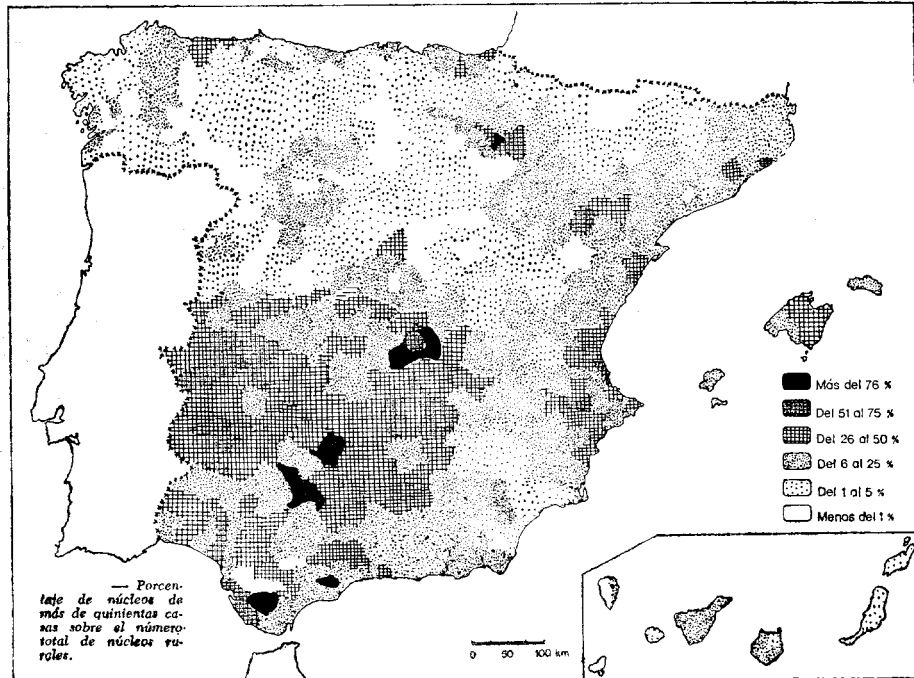 Más del 76 %
Del 51 al 75 %
Del 26 al 50 %
Del 6 al 25 %
Del 1 al 5 %
Menos del 1 %
— Porcen-
taje de núcleos de
más de quinientas ca-
sas sobre el número
total de núcleos ru-
rales.
0 50 100 km